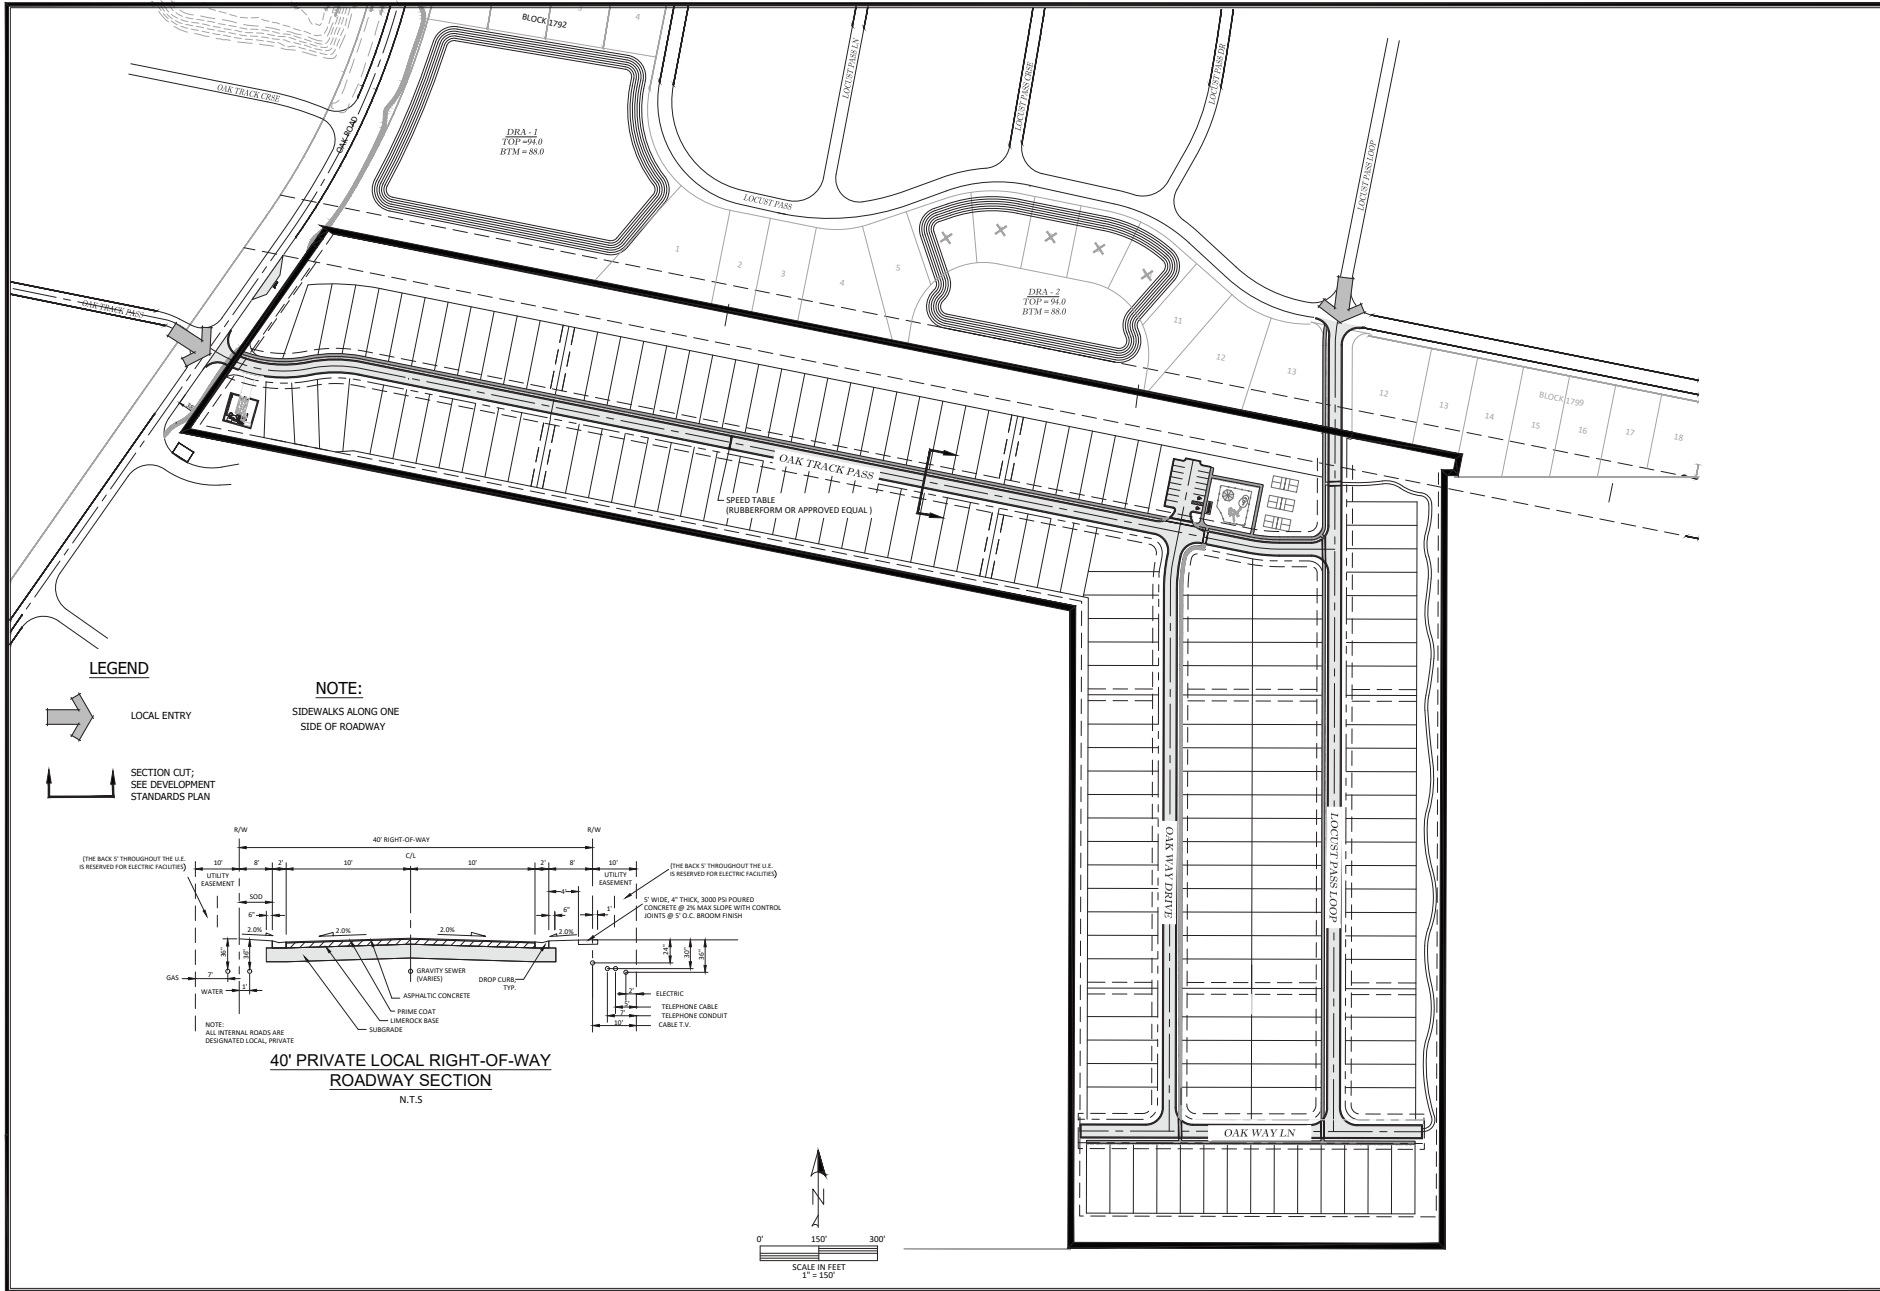 BLOCK 1792
3
4
OAK TRACK CRSE
OAK ROAD
LOCUST PASS LN
LOCUST PASS CRSE
LOCUST PASS DR
LOCUST PASS LOOP
DRA - 1
TOP =94.0
BTM = 88.0
LOCUST PASS
1
2
3
4
5
DRA - 2
TOP = 94.0
BTM = 88.0
11
12
13
OAK TRACK PASS
12
13
14
15
16
17
18
BLOCK 1799
OAK TRACK PASS
SPEED TABLE
(RUBBERFORM OR APPROVED EQUAL )
OAK WAY DRIVE
LOCUST PASS LOOP
OAK WAY LN
LEGEND
LOCAL ENTRY
SECTION CUT;
SEE DEVELOPMENT
STANDARDS PLAN
NOTE:
SIDEWALKS ALONG ONE
SIDE OF ROADWAY
R/W
R/W
40' RIGHT-OF-WAY
C/L
(THE BACK 5' THROUGHOUT THE U.E.
IS RESERVED FOR ELECTRIC FACILITIES)
10'
8'
2'
10'
10'
2'
8'
10'
(THE BACK 5' THROUGHOUT THE U.E.
IS RESERVED FOR ELECTRIC FACILITIES)
UTILITY
EASEMENT
UTILITY
EASEMENT
SOD
4'
6"
6"
1'
5' WIDE, 4" THICK, 3000 PSI POURED
CONCRETE @ 2% MAX SLOPE WITH CONTROL
JOINTS @ 5' O.C. BROOM FINISH
2.0%
2.0%
2.0%
2.0%
36"
36"
24"
30"
36"
GAS
7'
WATER
1'
GRAVITY SEWER
(VARIES)
DROP CURB,
TYP.
ASPHALTIC CONCRETE
PRIME COAT
LIMEROCK BASE
SUBGRADE
2'
ELECTRIC
5'
TELEPHONE CABLE
7'
TELEPHONE CONDUIT
10'
CABLE T.V.
NOTE:
ALL INTERNAL ROADS ARE
DESIGNATED LOCAL, PRIVATE
40' PRIVATE LOCAL RIGHT-OF-WAY
ROADWAY SECTION
N.T.S
N
0'
150'
300'
SCALE IN FEET
1" = 150'